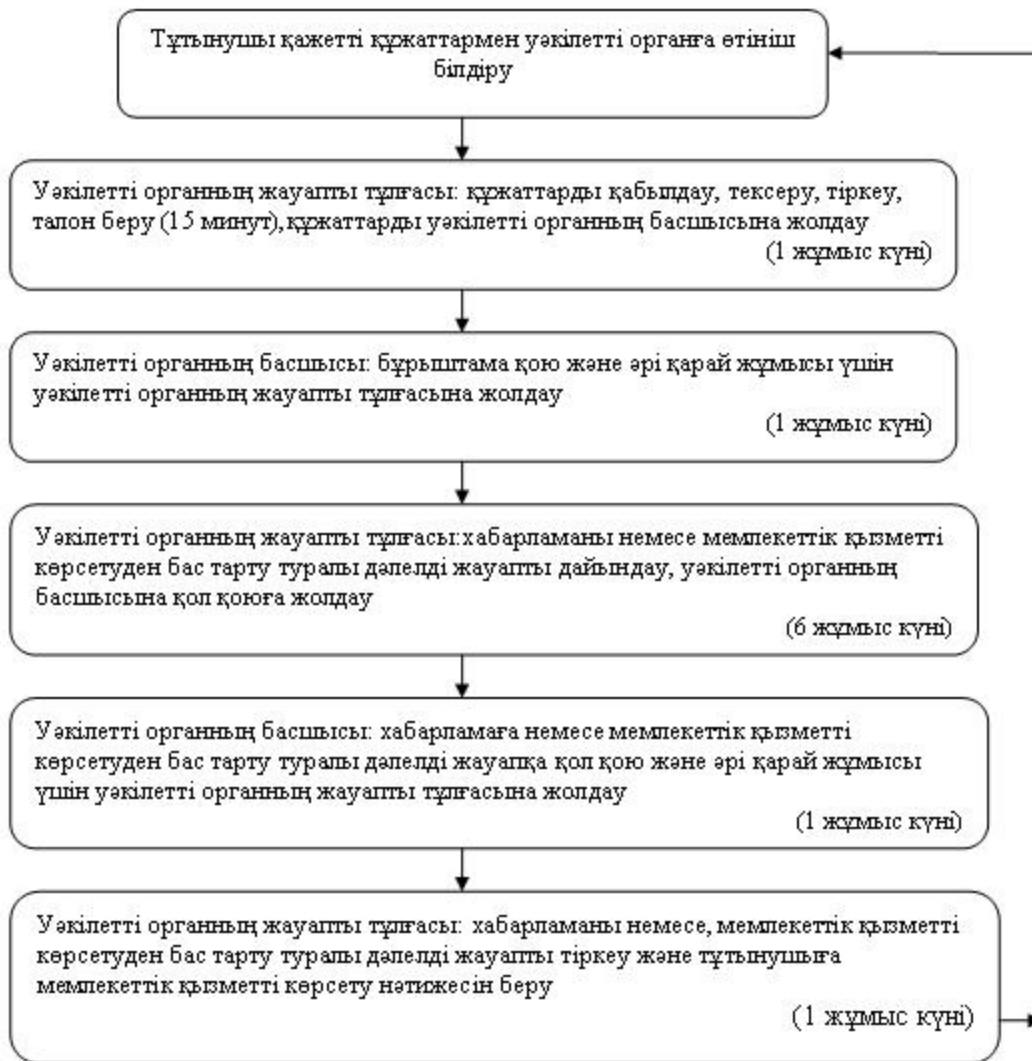 Тұтынушы қажетті құжаттармен уәкілетті органға өтініш
білдіру
Уәкілетті органның жауапты тұлғасы: құжаттарды қабылдау, тексеру, тіркеу,
талон беру (15 минут),құжаттарды уәкілетті органның басшысына жолдау
(1 жұмыс күні)
Уәкілетті органның басшысы: бұрыштама қою және әрі қарай жұмысы үшін
уәкілетті органның жауапты тұлғасына жолдау
(1 жұмыс күні)
Уәкілетті органның жауапты тұлғасы:хабарламаны немесе мемлекеттік қызметті
көрсетуден бас тарту туралы дәлелді жауапты дайындау, уәкілетті органның
басшысына қол қоюға жолдау
(6 жұмыс күні)
Уәкілетті органның басшысы: хабарламаға немесе мемлекеттік қызметті
көрсетуден бас тарту туралы дәлелді жауапқа қол қою және әрі қарай жұмысы
үшін уәкілетті органның жауапты тұлғасына жолдау
(1 жұмыс күні)
Уәкілетті органның жауапты тұлғасы: хабарламаны немесе, мемлекеттік қызметті
көрсетуден бас тарту туралы дәлелді жауапты тіркеу және тұтынушыға
мемлекеттік қызметті көрсету нәтижесін беру
(1 жұмыс күні)